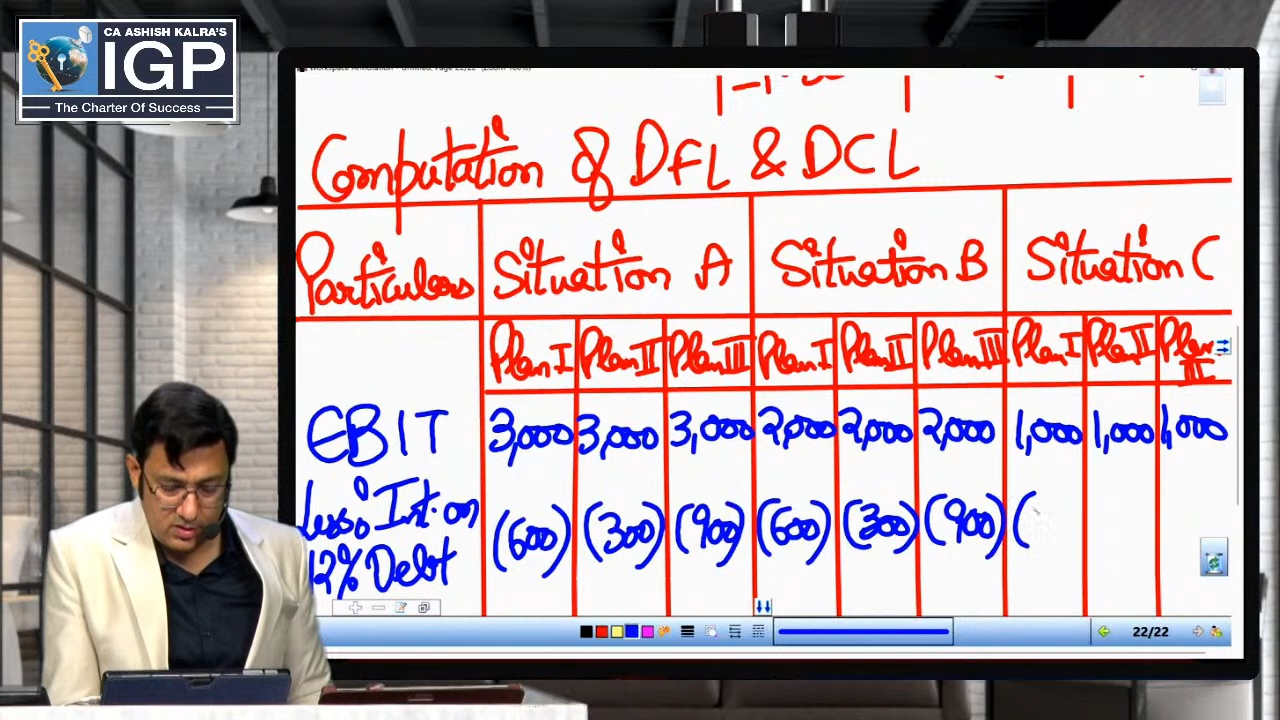 CA ASHISH KALRA'S
IGP
The Charter Of Success
Computation of DFL & DCL
Particulars Situation A Situation B Situation C
Plan I Plan II Plan III Plan I Plan II Plan III Plan I Plan II Plan III
EBIT 3,000 3,000 3,000 2,000 2,000 2,000 1,000 1,000 1,000
Less: Int. on (600) (300) (900) (600) (300) (900) (
12% Debt
22/22